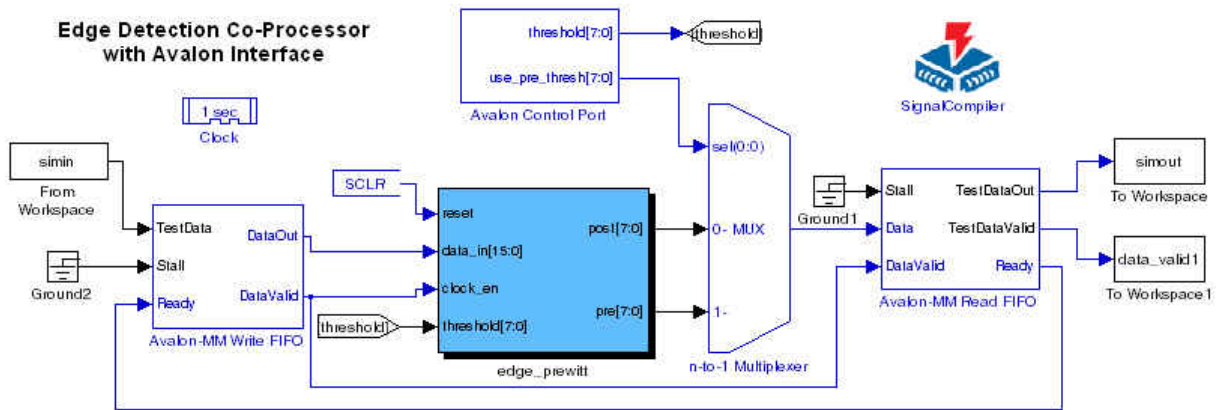 Edge Detection Co-Processor
with Avalon Interface
1 sec
Clock
threshold[7:0]
use_pre_thresh[7:0]
Avalon Control Port
[threshold]
SignalCompiler
simin
From
Workspace
TestData
Stall
Ready
DataOut
DataValid
Avalon-MM Write FIFO
Ground2
SCLR
[threshold]
reset
data_in[15:0]
clock_en
threshold[7:0]
post[7:0]
pre[7:0]
edge_prewitt
sel(0:0)
0- MUX
1-
n-to-1 Multiplexer
Ground1
Stall
Data
DataValid
TestDataOut
TestDataValid
Ready
Avalon-MM Read FIFO
simout
To Workspace
data_valid1
To Workspace1